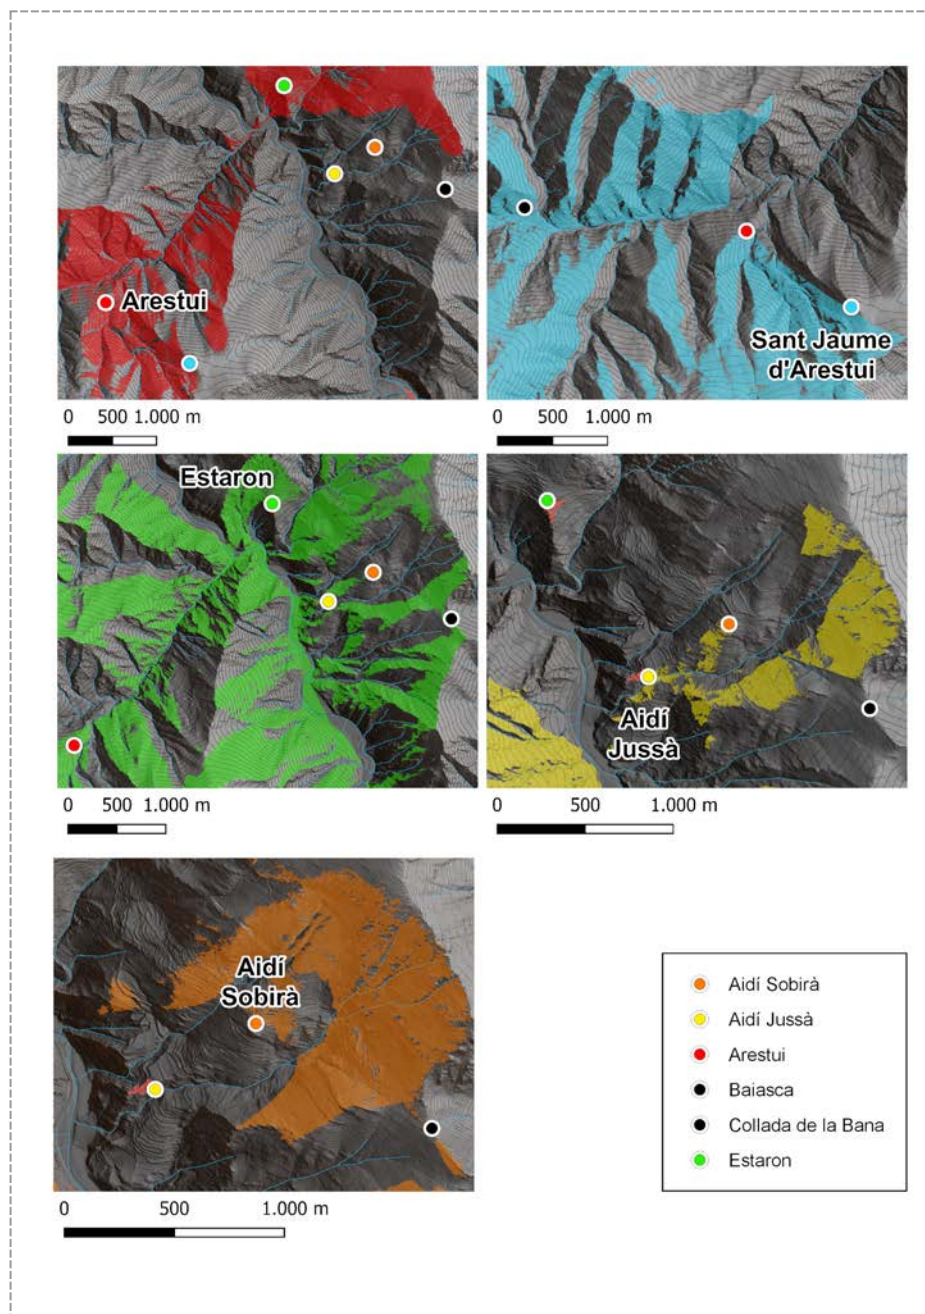 Arestui
0 500 1.000 m
Sant Jaume
d'Arestui
0 500 1.000 m
Estaron
0 500 1.000 m
Aidí
Jussà
0 500 1.000 m
Aidí
Sobirà
0 500 1.000 m
Aidí Sobirà
Aidí Jussà
Arestui
Baiasca
Collada de la Bana
Estaron